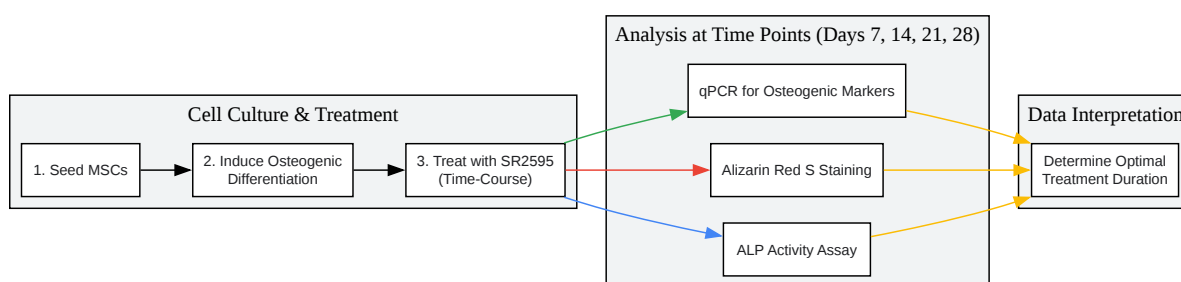 Cell Culture & Treatment
1. Seed MSCs
2. Induce Osteogenic
Differentiation
3. Treat with SR2595
(Time-Course)
Analysis at Time Points (Days 7, 14, 21, 28)
qPCR for Osteogenic Markers
Alizarin Red S Staining
ALP Activity Assay
Data Interpretation
Determine Optimal
Treatment Duration